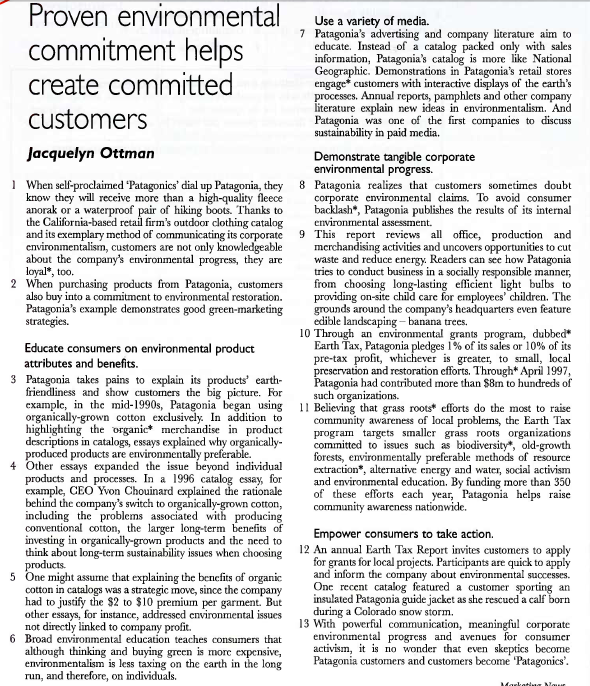 Proven environmental
commitment helps
create committed
customers
Jacquelyn Ottman
1 When self-proclaimed 'Patagonics' dial up Patagonia, they
know they will receive more than a high-quality fleece
anorak or a waterproof pair of hiking boots. Thanks to
the California-based retail firm's outdoor clothing catalog
and its exemplary method of communicating its corporate
environmentalism, customers are not only knowledgeable
about the company's environmental progress, they are
loyal*, too.
2 When purchasing products from Patagonia, customers
also buy into a commitment to environmental restoration.
Patagonia's example demonstrates good green-marketing
strategies.
Educate consumers on environmental product
attributes and benefits.
3 Patagonia takes pains to explain its products' earth-
friendliness and show customers the big picture. For
example, in the mid-1990s, Patagonia began using
organically-grown cotton exclusively. In addition to
highlighting the 'organic* merchandise in product
descriptions in catalogs, essays explained why organically-
produced products are environmentally preferable.
4 Other essays expanded the issue beyond individual
products and processes. In a 1996 catalog essay, for
example, CEO Yvon Chouinard explained the rationale
behind the company's switch to organically-grown cotton,
including the problems associated with producing
conventional cotton, the larger long-term benefits of
investing in organically-grown products and the need to
think about long-term sustainability issues when choosing
products.
5 One might assume that explaining the benefits of organic
cotton in catalogs was a strategic move, since the company
had to justify the $2 to $10 premium per garment. But
other essays, for instance, addressed environmental issues
not directly linked to company profit.
6 Broad environmental education teaches consumers that
although thinking and buying green is more expensive,
environmentalism is less taxing on the earth in the long
run, and therefore, on individuals.
Use a variety of media.
7 Patagonia's advertising and company literature aim to
educate. Instead of a catalog packed only with sales
information, Patagonia's catalog is more like National
Geographic. Demonstrations in Patagonia's retail stores
engage* customers with interactive displays of the earth's
processes. Annual reports, pamphlets and other company
literature explain new ideas in environmentalism. And
Patagonia was one of the first companies to discuss
sustainability in paid media.
Demonstrate tangible corporate
environmental progress.
8 Patagonia realizes that customers sometimes doubt
corporate environmental claims. To avoid consumer
backlash*, Patagonia publishes the results of its internal
environmental assessment.
9 This report reviews all office, production and
merchandising activities and uncovers opportunities to cut
waste and reduce energy. Readers can see how Patagonia
tries to conduct business in a socially responsible manner,
from choosing long-lasting efficient light bulbs to
providing on-site child care for employees' children. The
grounds around the company's headquarters even feature
edible landscaping – banana trees.
10 Through an environmental grants program, dubbed*
Earth Tax, Patagonia pledges 1% of its sales or 10% of its
pre-tax profit, whichever is greater, to small, local
preservation and restoration efforts. Through* April 1997,
Patagonia had contributed more than $8m to hundreds of
such organizations.
11 Believing that grass roots* efforts do the most to raise
community awareness of local problems, the Earth Tax
program targets smaller grass roots organizations
committed to issues such as biodiversity*, old-growth
forests, environmentally preferable methods of resource
extraction*, alternative energy and water, social activism
and environmental education. By funding more than 350
of these efforts each year, Patagonia helps raise
community awareness nationwide.
Empower consumers to take action.
12 An annual Earth Tax Report invites customers to apply
for grants for local projects. Participants are quick to apply
and inform the company about environmental successes.
One recent catalog featured a customer sporting an
insulated Patagonia guide jacket as she rescued a calf born
during a Colorado snow storm.
13 With powerful communication, meaningful corporate
environmental progress and avenues for consumer
activism, it is no wonder that even skeptics become
Patagonia customers and customers become 'Patagonics'.
Marketing News